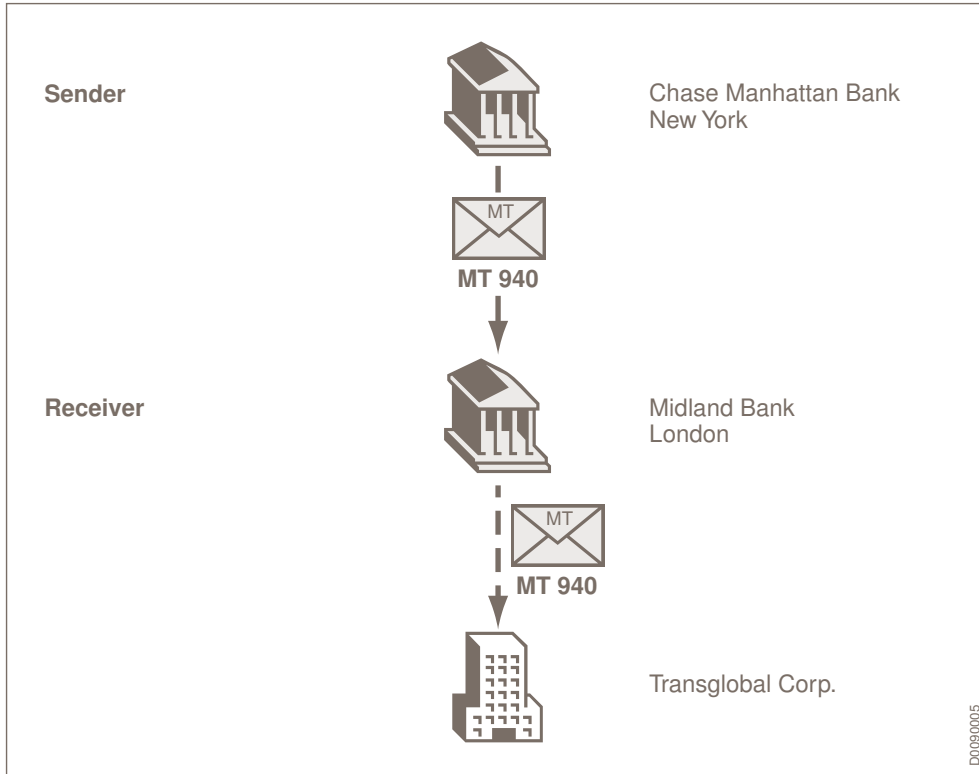 Sender
Chase Manhattan Bank
New York
MT
MT 940
Receiver
Midland Bank
London
MT
MT 940
Transglobal Corp.
D0090005